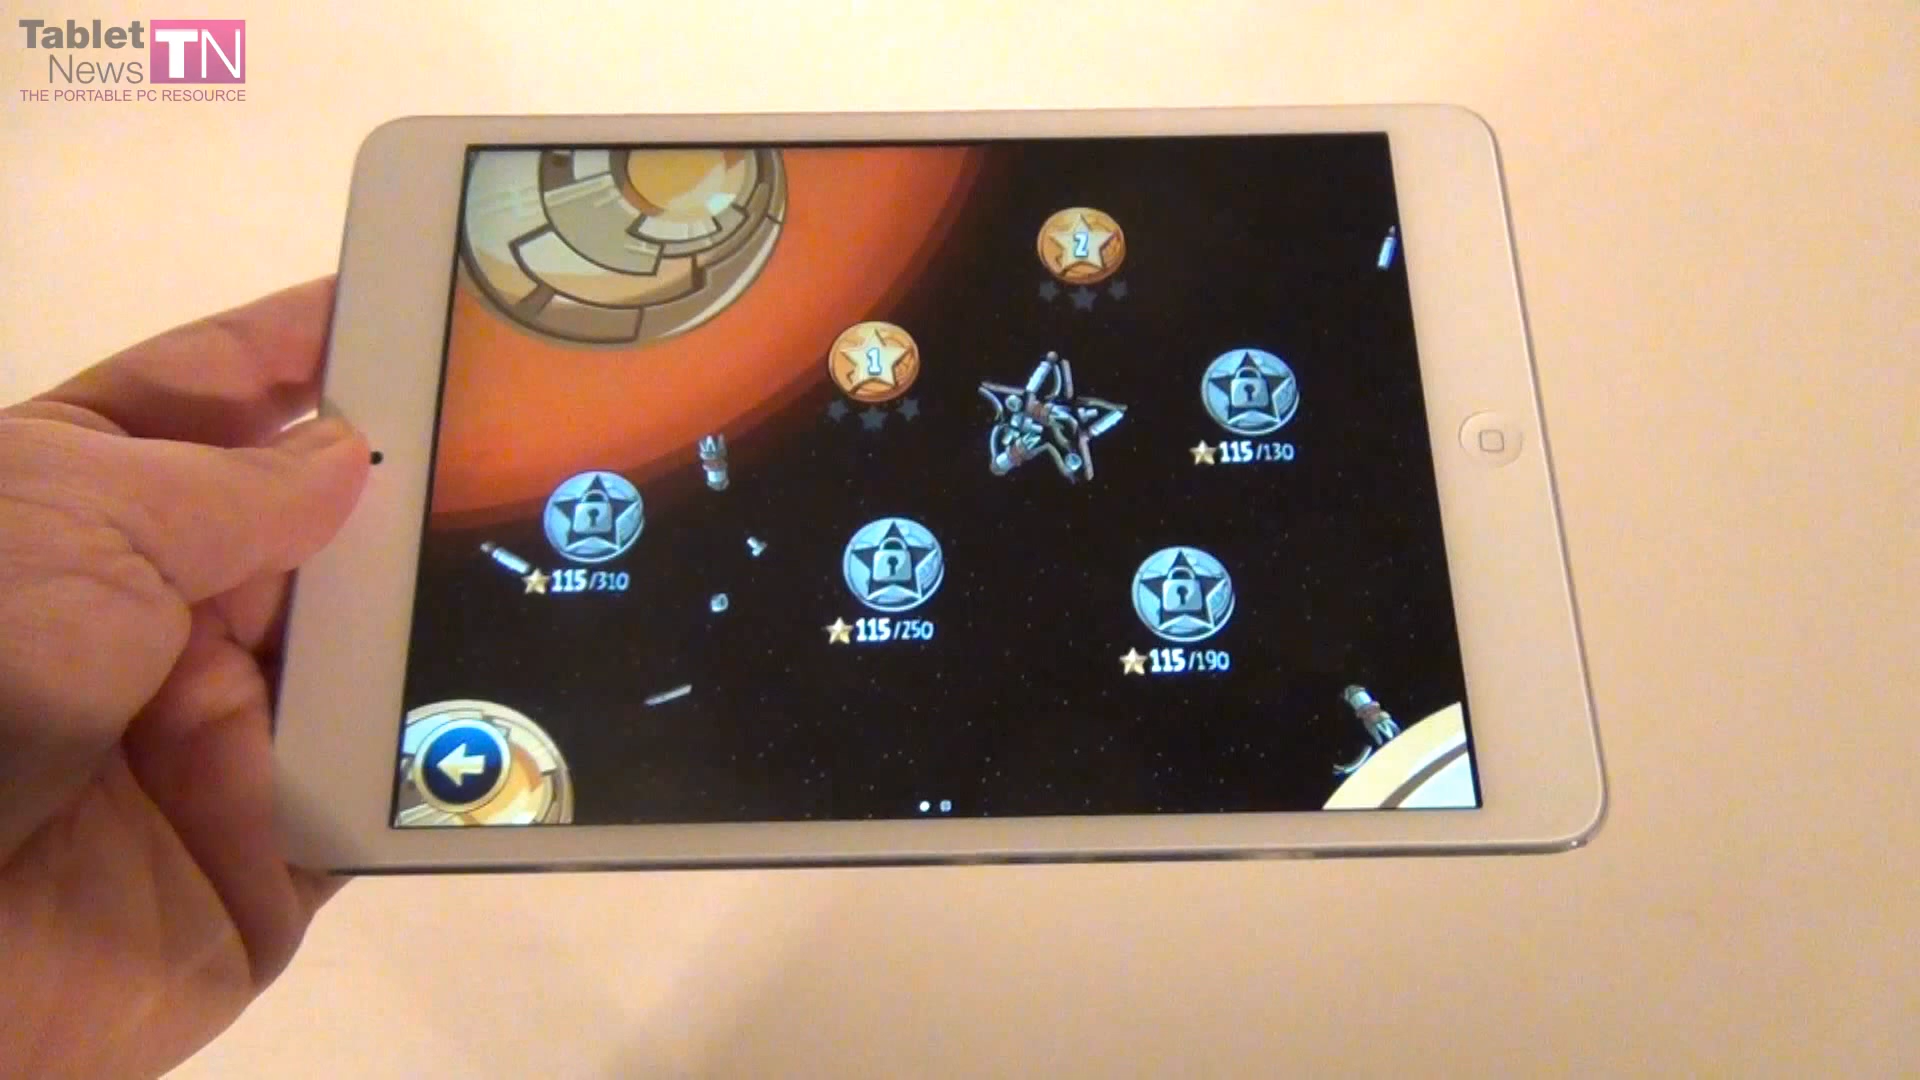 Tablet
News TN
THE PORTABLE PC RESOURCE
2
1
115/130
115/310
115/250
115/190